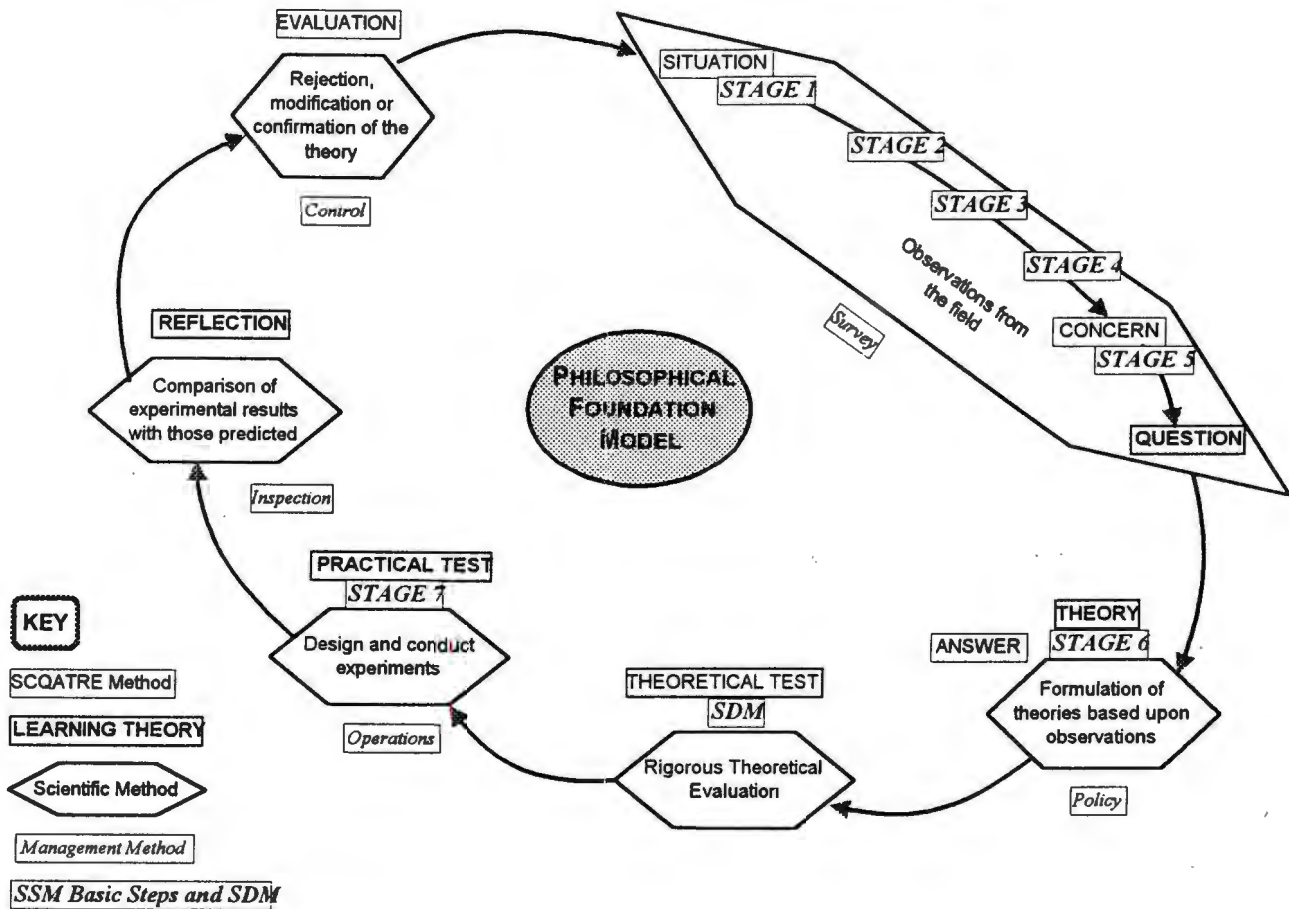 EVALUATION
Rejection,
modification or
confirmation of the
theory
Control
SITUATION
STAGE 1
STAGE 2
STAGE 3
STAGE 4
Observations from
the field
CONCERN
STAGE 5
QUESTION
Survey
REFLECTION
Comparison of
experimental results
with those predicted
Inspection
PHILOSOPHICAL
FOUNDATION
MODEL
PRACTICAL TEST
STAGE 7
Design and conduct
experiments
Operations
THEORETICAL TEST
SDM
Rigorous Theoretical
Evaluation
ANSWER
THEORY
STAGE 6
Formulation of
theories based upon
observations
Policy
KEY
SCQATRE Method
LEARNING THEORY
Scientific Method
Management Method
SSM Basic Steps and SDM